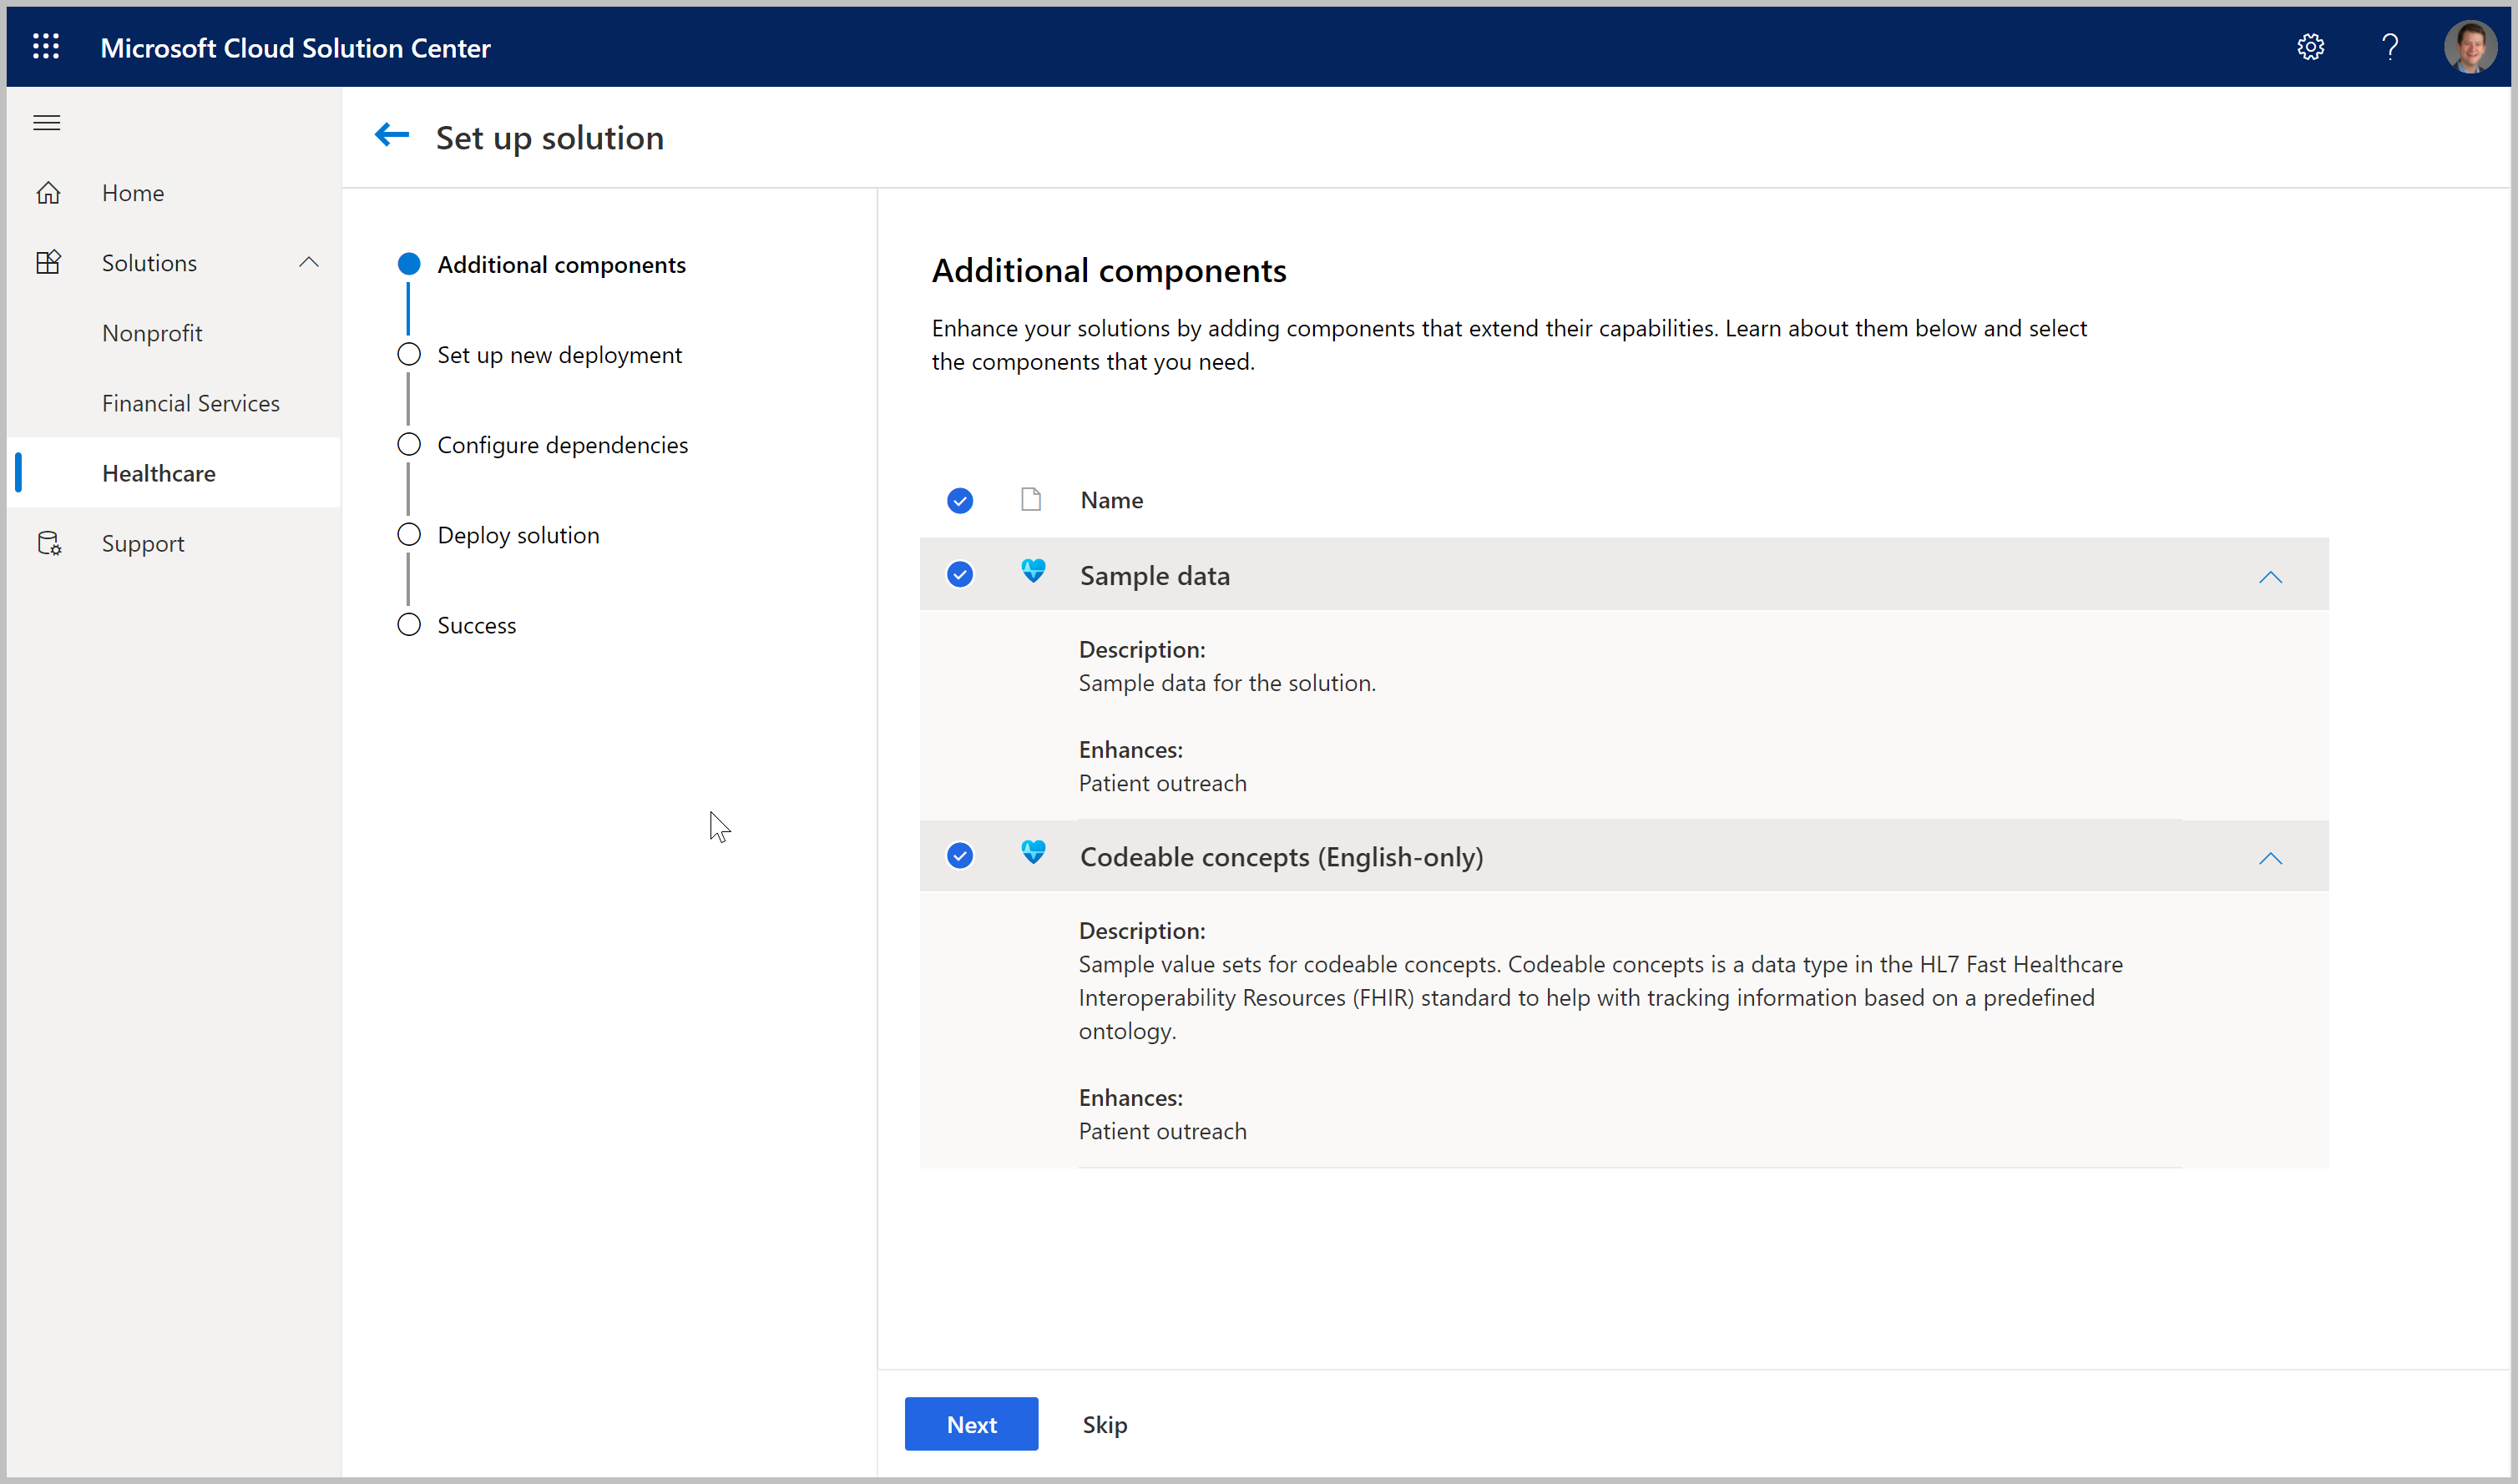 Microsoft Cloud Solution Center
?
Set up solution
Home
Solutions
Nonprofit
Financial Services
Healthcare
Support
Additional components
Set up new deployment
Configure dependencies
Deploy solution
Success
Additional components
Enhance your solutions by adding components that extend their capabilities. Learn about them below and select
the components that you need.
Name
Sample data
Description:
Sample data for the solution.
Enhances:
Patient outreach
Codeable concepts (English-only)
Description:
Sample value sets for codeable concepts. Codeable concepts is a data type in the HL7 Fast Healthcare
Interoperability Resources (FHIR) standard to help with tracking information based on a predefined
ontology.
Enhances:
Patient outreach
Next
Skip